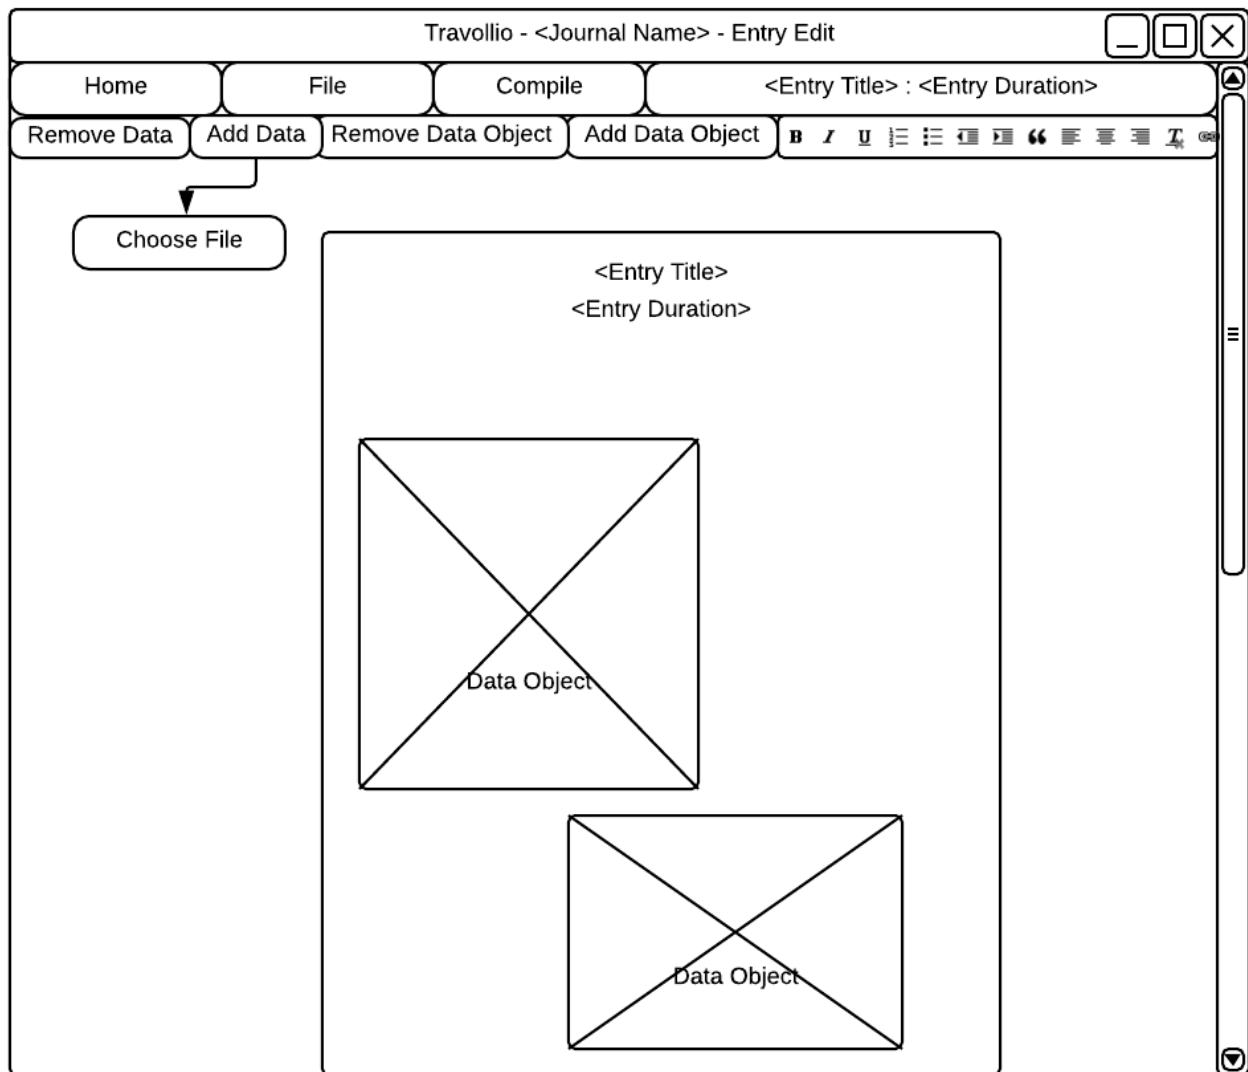 Travollio - <Journal Name> - Entry Edit
Home File Compile <Entry Title> : <Entry Duration>
Remove Data Add Data Remove Data Object Add Data Object B I U
Choose File
<Entry Title>
<Entry Duration>
Data Object
Data Object